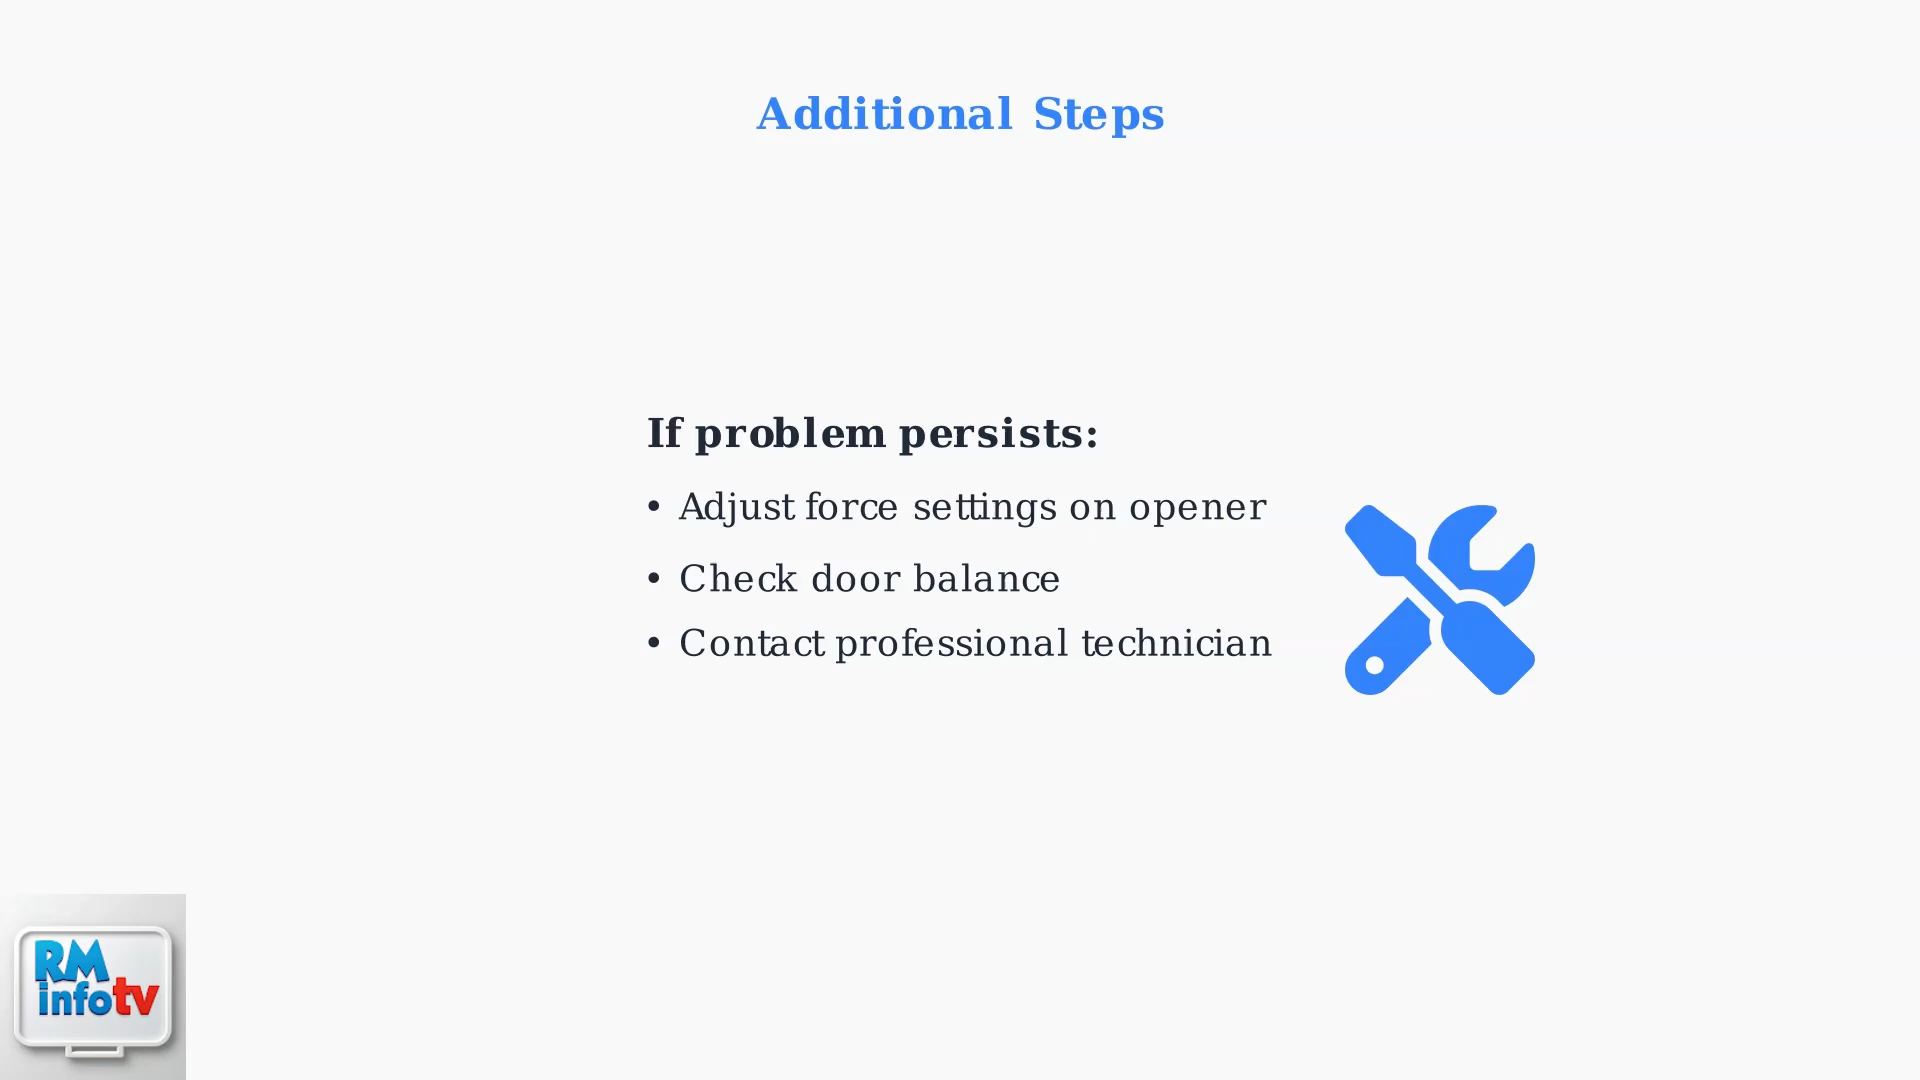 Additional Steps
If problem persists:
• Adjust force settings on opener
• Check door balance
• Contact professional technician
RM
infotv